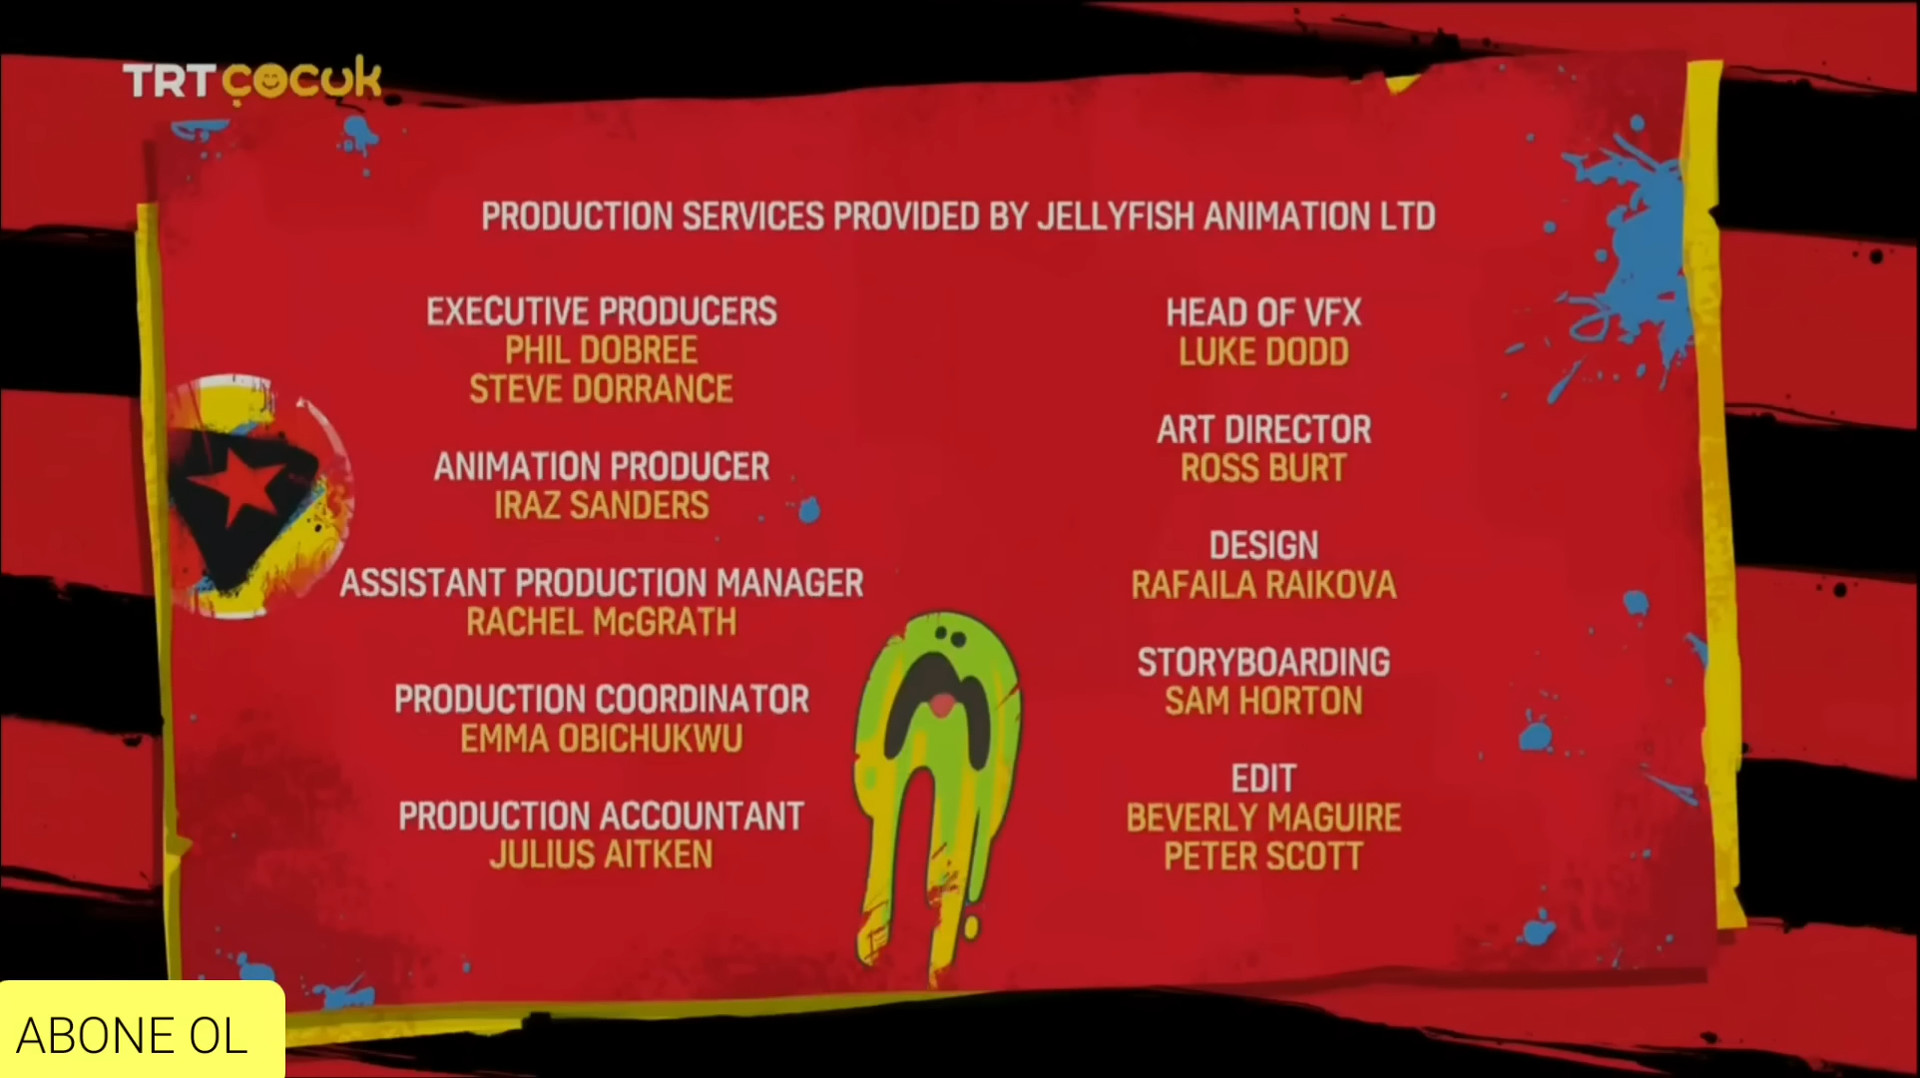 TRT çocuk
PRODUCTION SERVICES PROVIDED BY JELLYFISH ANIMATION LTD
EXECUTIVE PRODUCERS
PHIL DOBREE
STEVE DORRANCE
ANIMATION PRODUCER
IRAZ SANDERS
ASSISTANT PRODUCTION MANAGER
RACHEL McGRATH
PRODUCTION COORDINATOR
EMMA OBICHUKWU
PRODUCTION ACCOUNTANT
JULIUS AITKEN
HEAD OF VFX
LUKE DODD
ART DIRECTOR
ROSS BURT
DESIGN
RAFAILA RAIKOVA
STORYBOARDING
SAM HORTON
EDIT
BEVERLY MAGUIRE
PETER SCOTT
ABONE OL